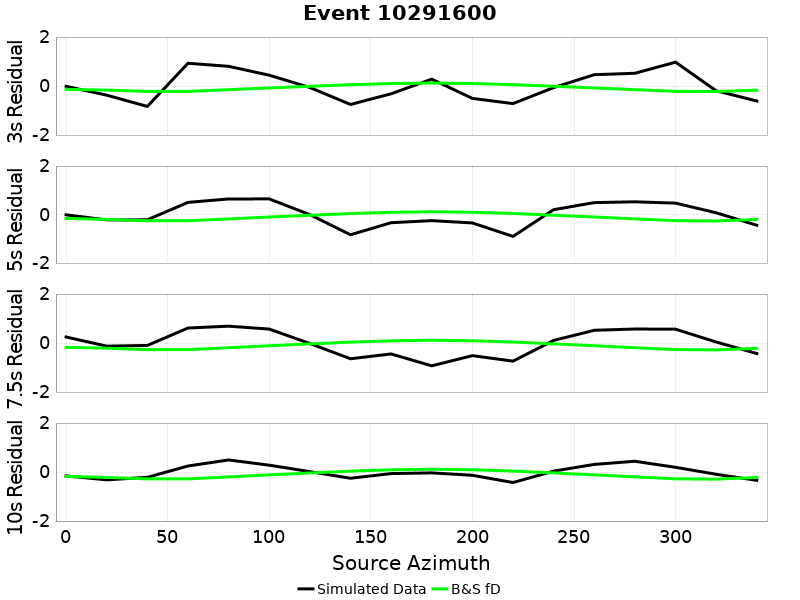 Event 10291600
3s Residual
2
0
-2
5s Residual
2
0
-2
7.5s Residual
2
0
-2
10s Residual
2
0
-2
0 50 100 150 200 250 300
Source Azimuth
Simulated Data B&S fD